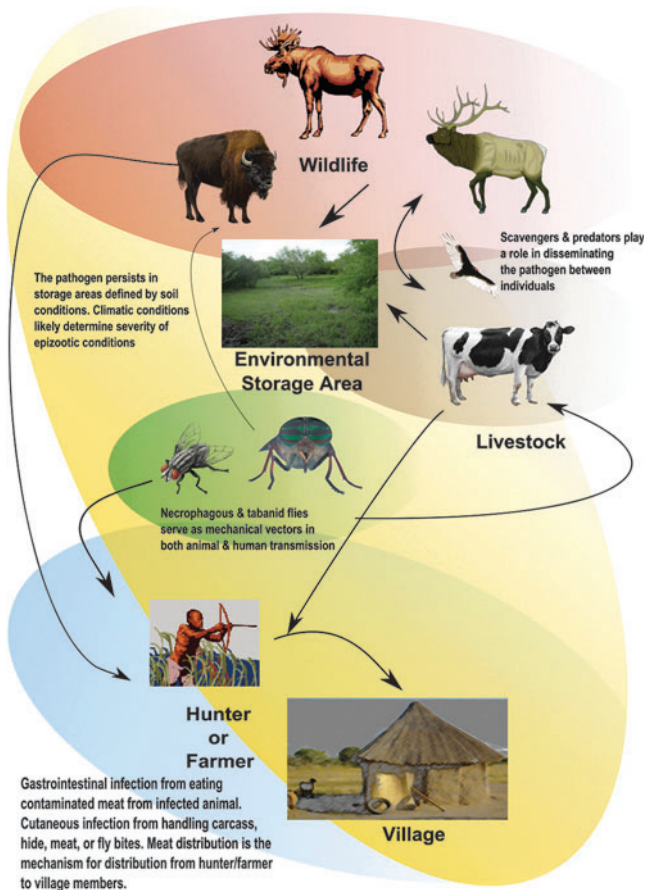 Wildlife
Scavengers & predators play
a role in disseminating
the pathogen between
individuals
The pathogen persists in
storage areas defined by soil
conditions. Climatic conditions
likely determine severity of
epizootic conditions
Environmental
Storage Area
Livestock
Necrophagous & tabanid flies
serve as mechanical vectors in
both animal & human transmission
Hunter
or
Farmer
Gastrointestinal infection from eating
contaminated meat from infected animal.
Cutaneous infection from handling carcass,
hide, meat, or fly bites. Meat distribution is the
mechanism for distribution from hunter/farmer
to village members.
Village